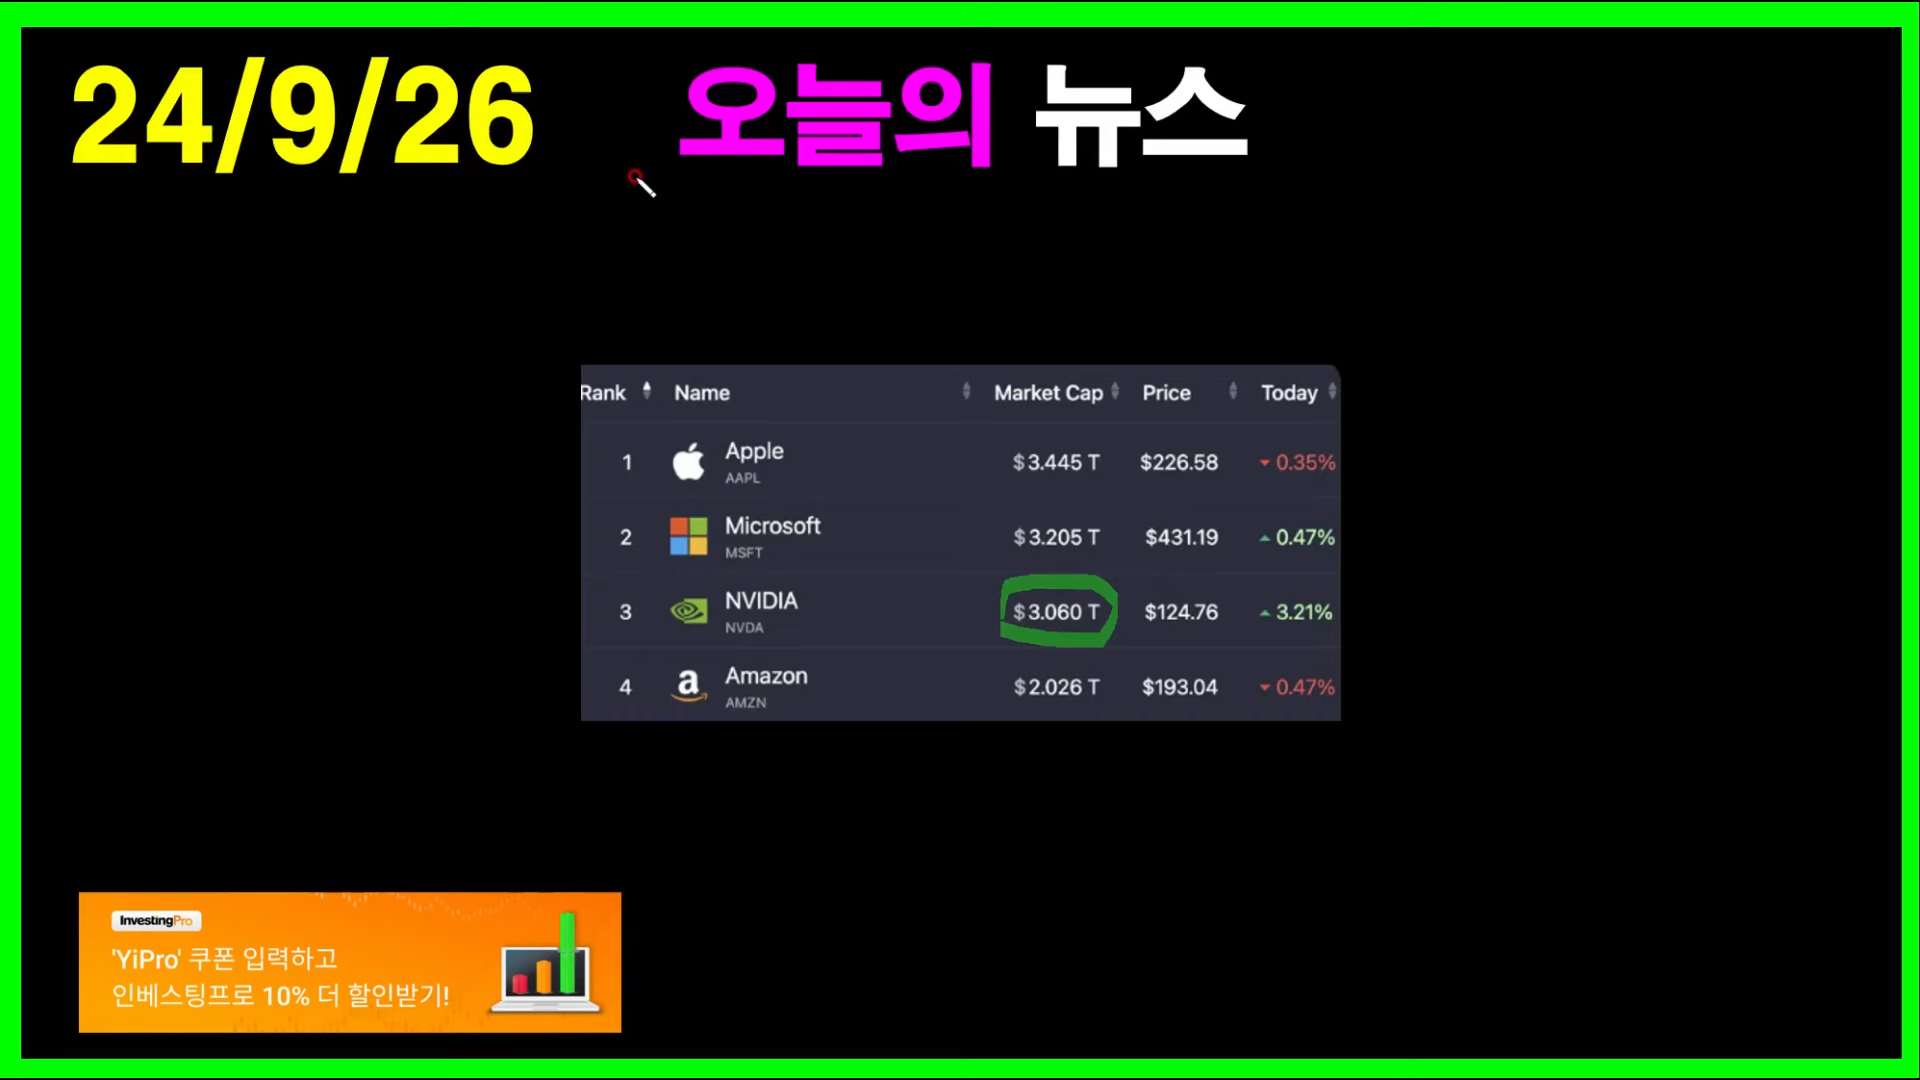 24/9/26 오늘의 뉴스
Rank Name Market Cap Price Today
1 Apple $3.445 T $226.58 0.35%
AAPL
2 Microsoft $3.205 T $431.19 0.47%
MSFT
3 NVIDIA $3.060 T $124.76 3.21%
NVDA
4 Amazon $2.026 T $193.04 0.47%
AMZN
InvestingPro
'YiPro' 쿠폰 입력하고
인베스팅프로 10% 더 할인받기!